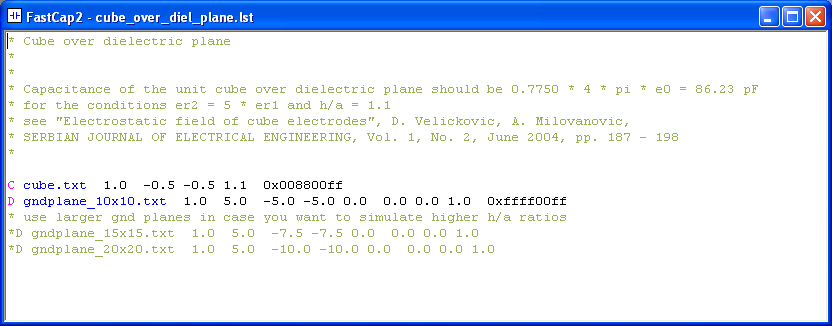 FastCap2 - cube_over_diel_plane.lst
* Cube over dielectric plane
*
*
* Capacitance of the unit cube over dielectric plane should be 0.7750 * 4 * pi * e0 = 86.23 pF
* for the conditions er2 = 5 * er1 and h/a = 1.1
* see "Electrostatic field of cube electrodes", D. Velickovic, A. Milovanovic,
* SERBIAN JOURNAL OF ELECTRICAL ENGINEERING, Vol. 1, No. 2, June 2004, pp. 187 - 198
*
C cube.txt  1.0  -0.5 -0.5 1.1  0x008800ff
D gndplane_10x10.txt  1.0  5.0  -5.0 -5.0 0.0  0.0 0.0 1.0  0xffff00ff
* use larger gnd planes in case you want to simulate higher h/a ratios
*D gndplane_15x15.txt  1.0  5.0  -7.5 -7.5 0.0  0.0 0.0 1.0
*D gndplane_20x20.txt  1.0  5.0  -10.0 -10.0 0.0  0.0 0.0 1.0